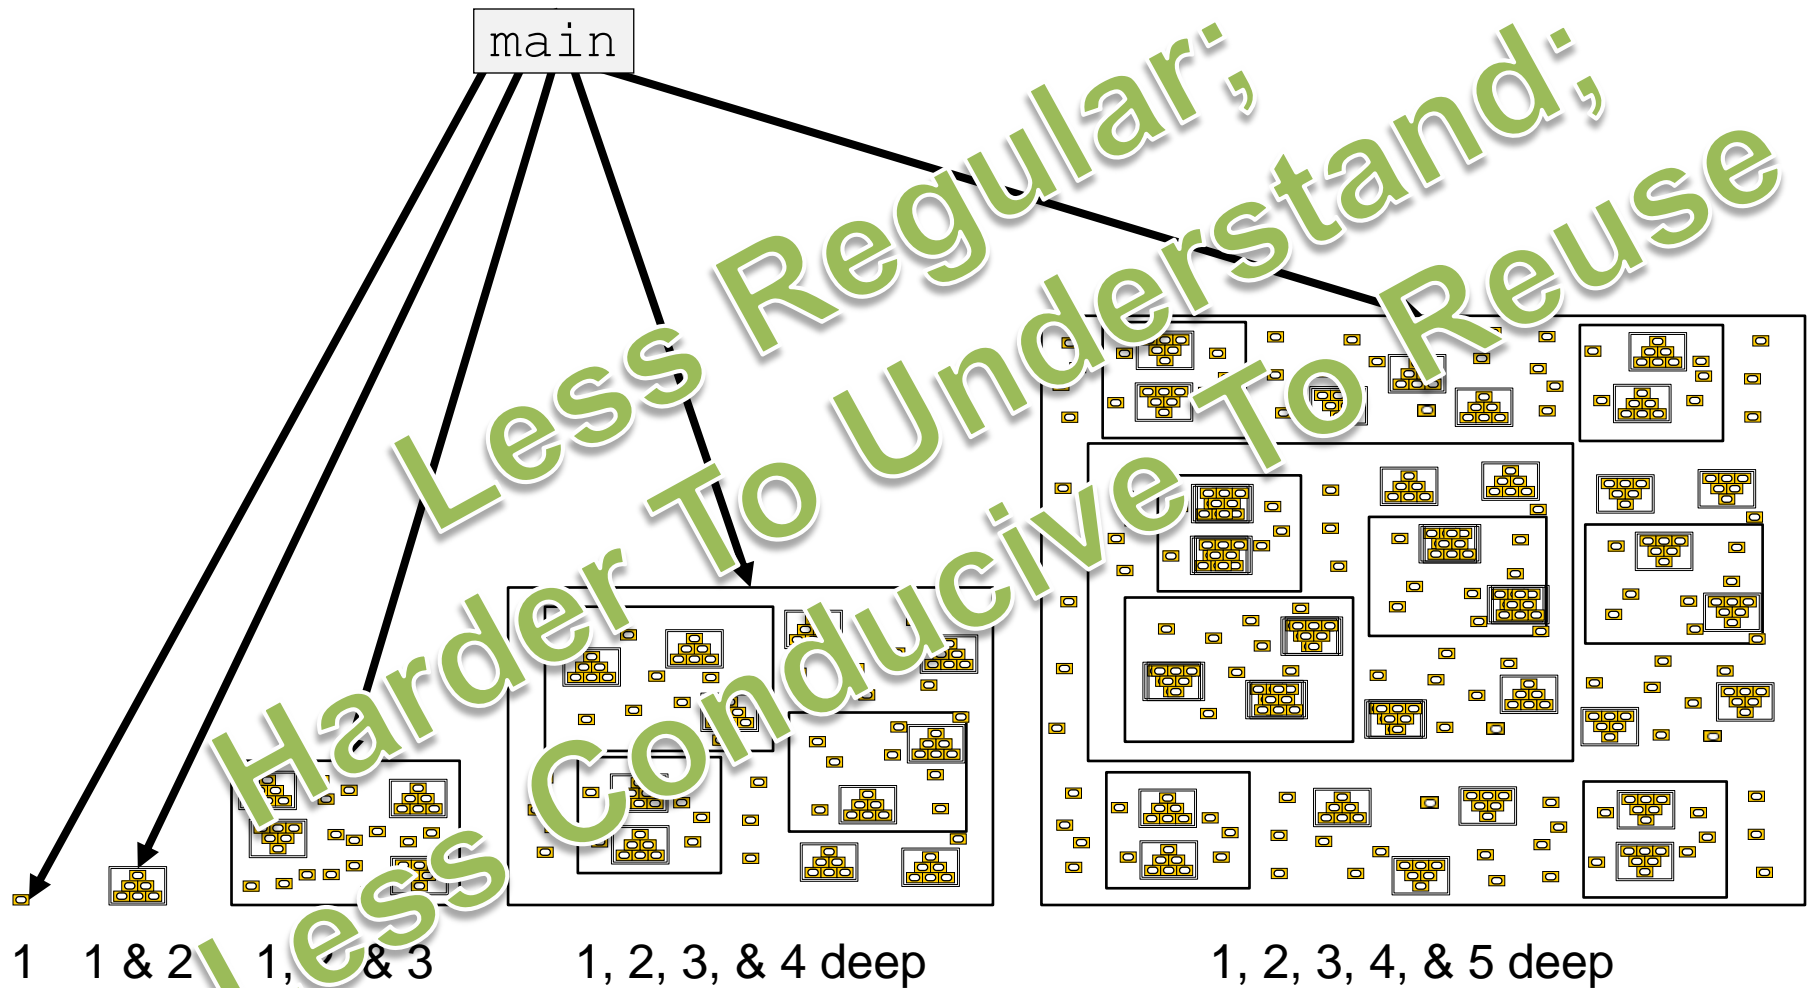 main
Less Regular;
Harder To Understand;
Less Conducive To Reuse
1
1 & 2
1, & 3
1, 2, 3, & 4 deep
1, 2, 3, 4, & 5 deep